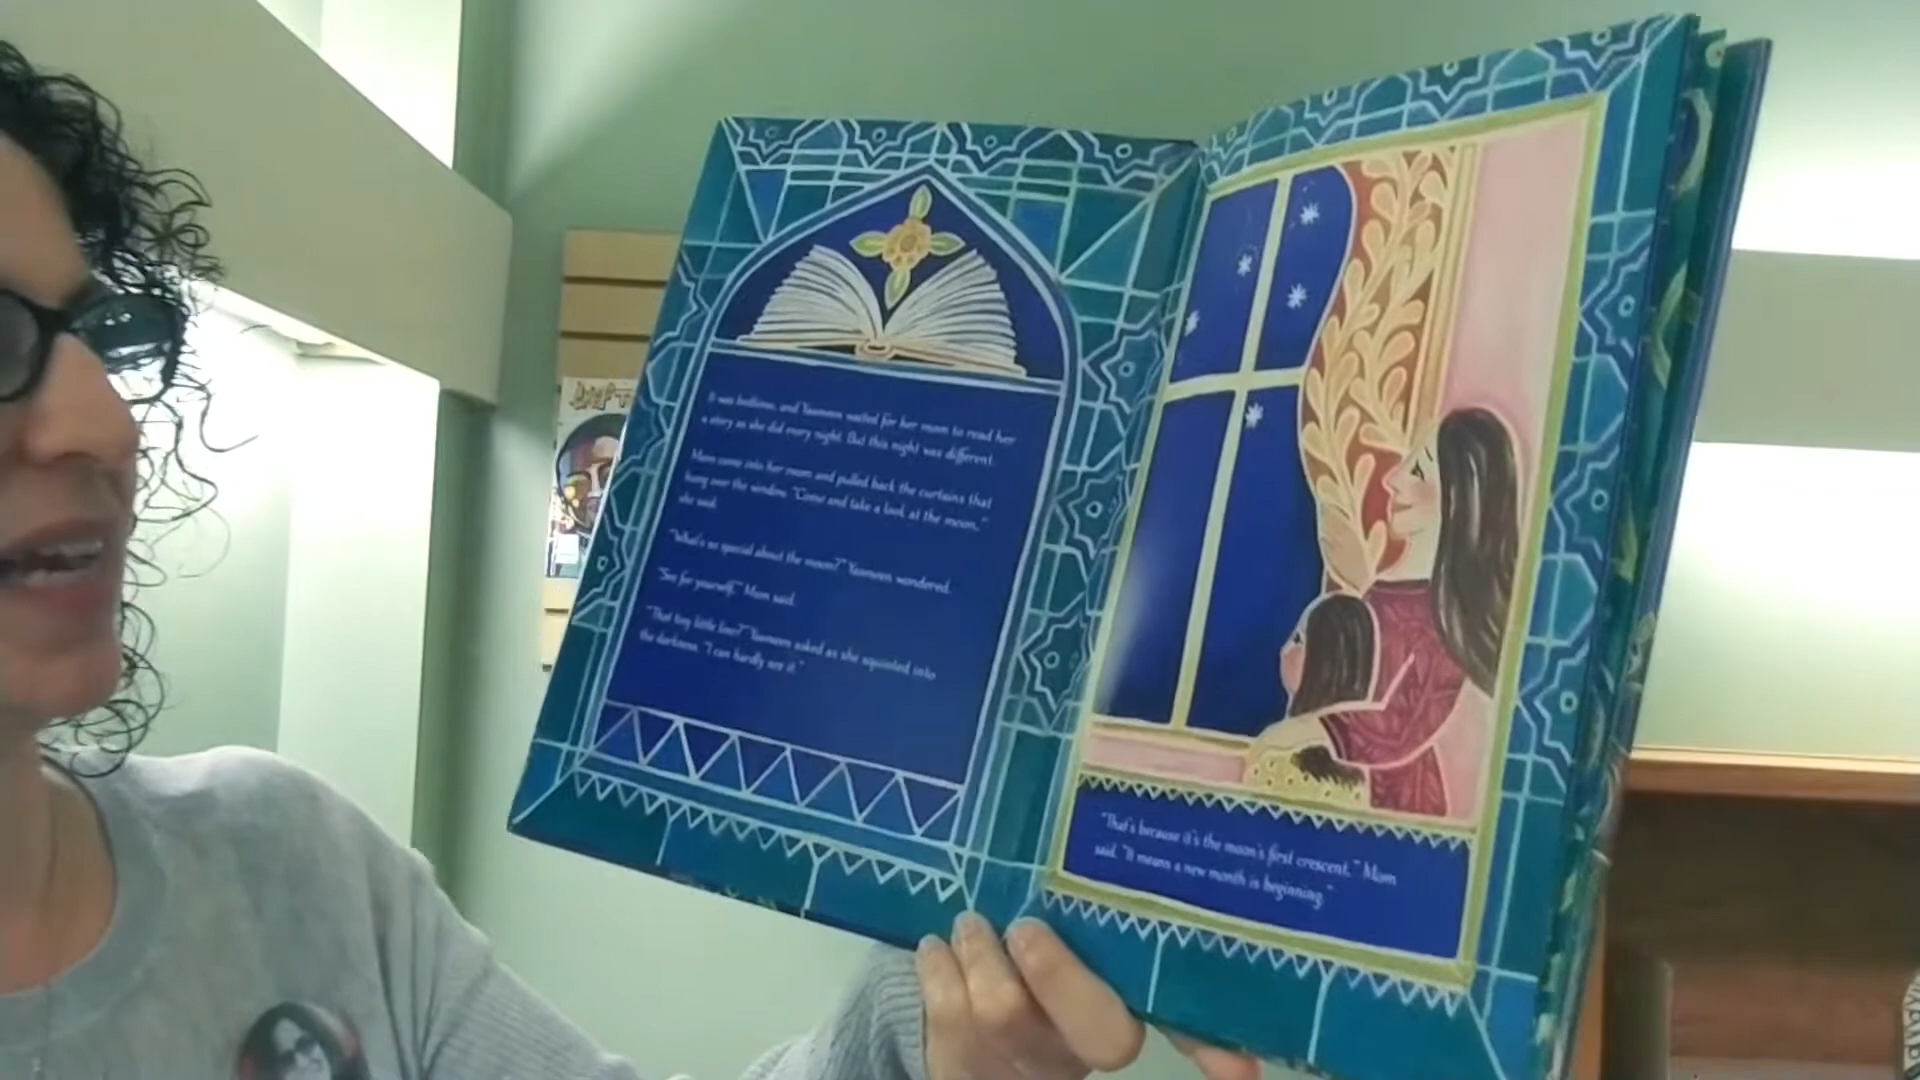 It was bedtime, and Yasmeen waited for her mom to read her
a story as she did every night. But this night was different.
Mom came into her room and pulled back the curtains that
hung over the window. "Come and take a look at the moon,"
she said.
"What's so special about the moon?" Yasmeen wondered.
"See for yourself," Mom said.
"That tiny little line?" Yasmeen asked as she squinted into
the darkness. "I can hardly see it."
"That's because it's the moon's first crescent," Mom
said. "It means a new month is beginning."